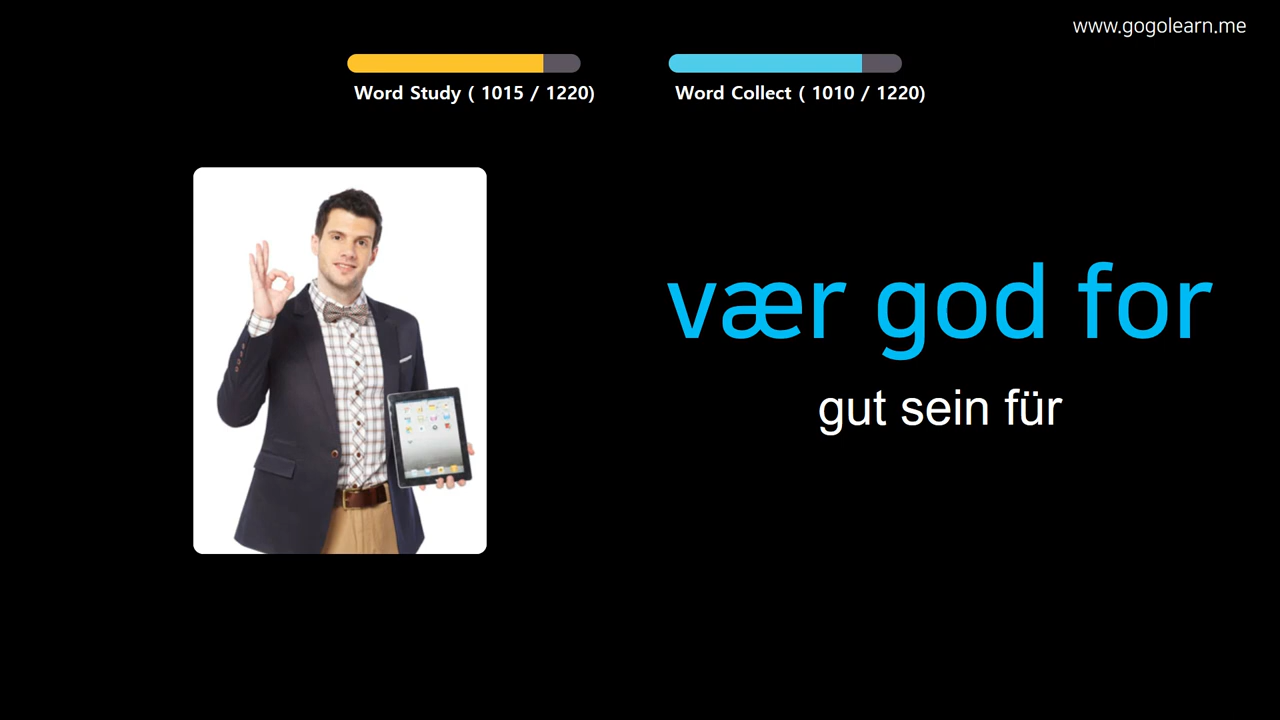 www.gogolearn.me
Word Study ( 1015 / 1220)
Word Collect ( 1010 / 1220)
vær god for
gut sein für